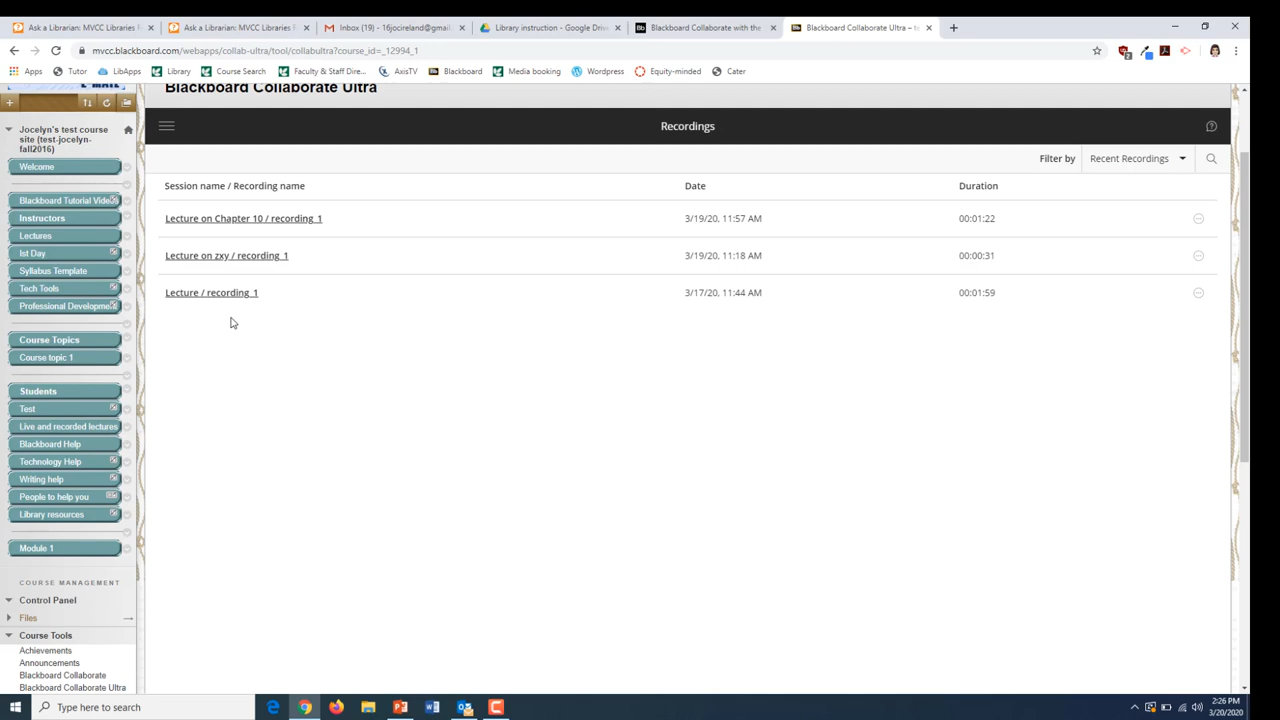 Ask a Librarian: MVCC Libraries F
Ask a Librarian: MVCC Libraries F
Inbox (19) - 16jocireland@gmail.
Library instruction - Google Driv
Blackboard Collaborate with the
Blackboard Collaborate Ultra – te
mvcc.blackboard.com/webapps/collab-ultra/tool/collabultra?course_id=_12994_1
Apps
Tutor
LibApps
Library
Course Search
Faculty & Staff Dire...
AxisTV
Blackboard
Media booking
Wordpress
Equity-minded
Cater
Blackboard Collaborate Ultra
Jocelyn's test course
site (test-jocelyn-
fall2016)
Welcome
Blackboard Tutorial Video
Instructors
Lectures
Ist Day
Syllabus Template
Tech Tools
Professional Developme
Course Topics
Course topic 1
Students
Test
Live and recorded lectures
Blackboard Help
Technology Help
Writing help
People to help you
Library resources
Module 1
COURSE MANAGEMENT
Control Panel
Files
Course Tools
Achievements
Announcements
Blackboard Collaborate
Blackboard Collaborate Ultra
Recordings
Filter by
Recent Recordings
Session name / Recording name
Date
Duration
Lecture on Chapter 10 / recording_1
3/19/20, 11:57 AM
00:01:22
Lecture on zxy / recording_1
3/19/20, 11:18 AM
00:00:31
Lecture / recording_1
3/17/20, 11:44 AM
00:01:59
Type here to search
2:26 PM
3/20/2020